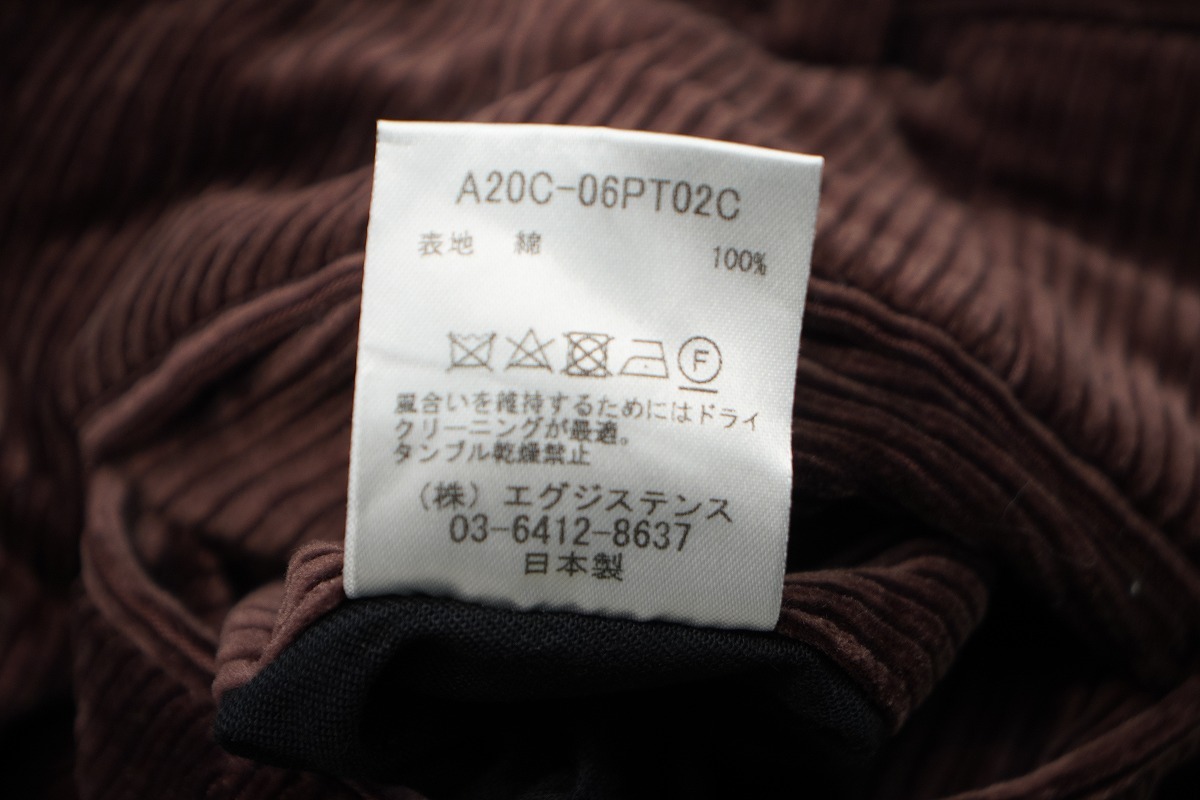 A20C-06PT02C
表地 綿 100%
F
風合いを維持するためにはドライ
クリーニングが最適。
タンブル乾燥禁止
(株) エグジステンス
03-6412-8637
日本製